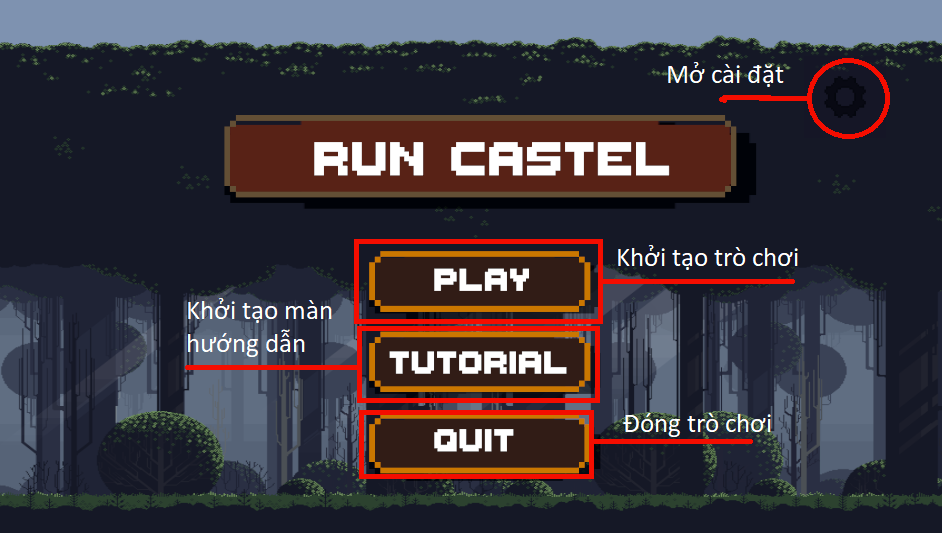 Mở cài đặt
RUN CASTEL
Khởi tạo trò chơi
PLAY
Khởi tạo màn
hướng dẫn
TUTORIAL
Đóng trò chơi
QUIT